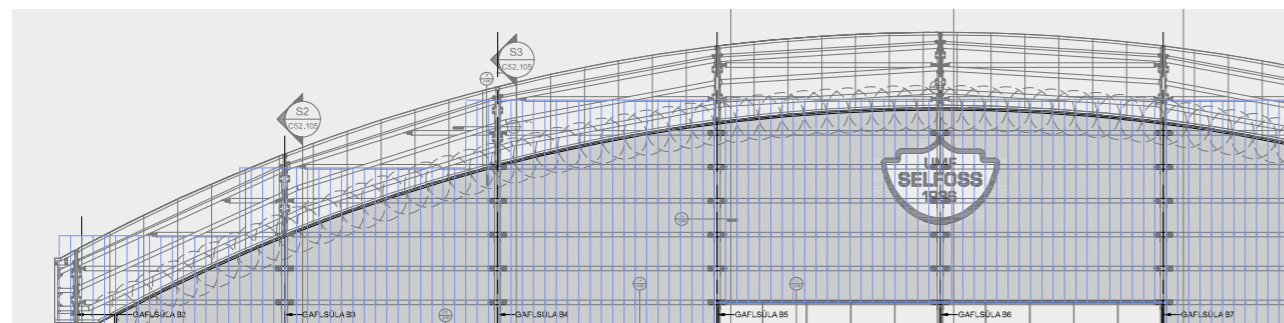 S3
C52.105
S2
C52.105
UMF
SELFOSS
1936
GAFLSÚLA B2
GAFLSÚLA B3
GAFLSÚLA B4
GAFLSÚLA B5
GAFLSÚLA B6
GAFLSÚLA B7